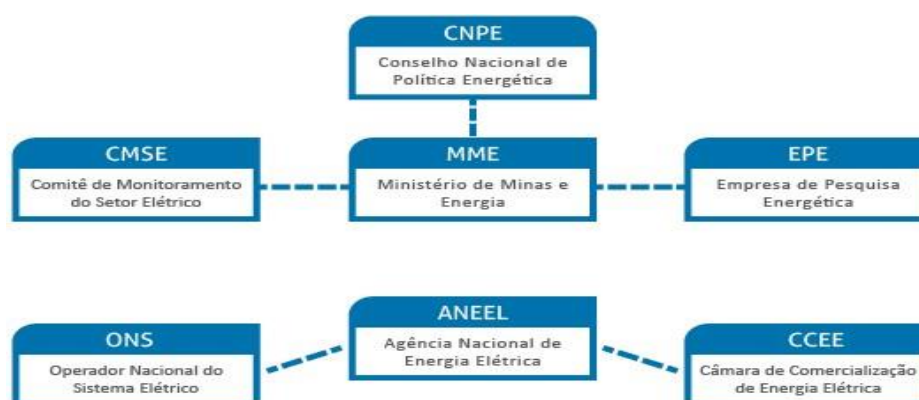 CNPE
Conselho Nacional de
Política Energética
CMSE
Comitê de Monitoramento
do Setor Elétrico
MME
Ministério de Minas e
Energia
EPE
Empresa de Pesquisa
Energética
ANEEL
Agência Nacional de
Energia Elétrica
ONS
Operador Nacional do
Sistema Elétrico
CCEE
Câmara de Comercialização
de Energia Elétrica